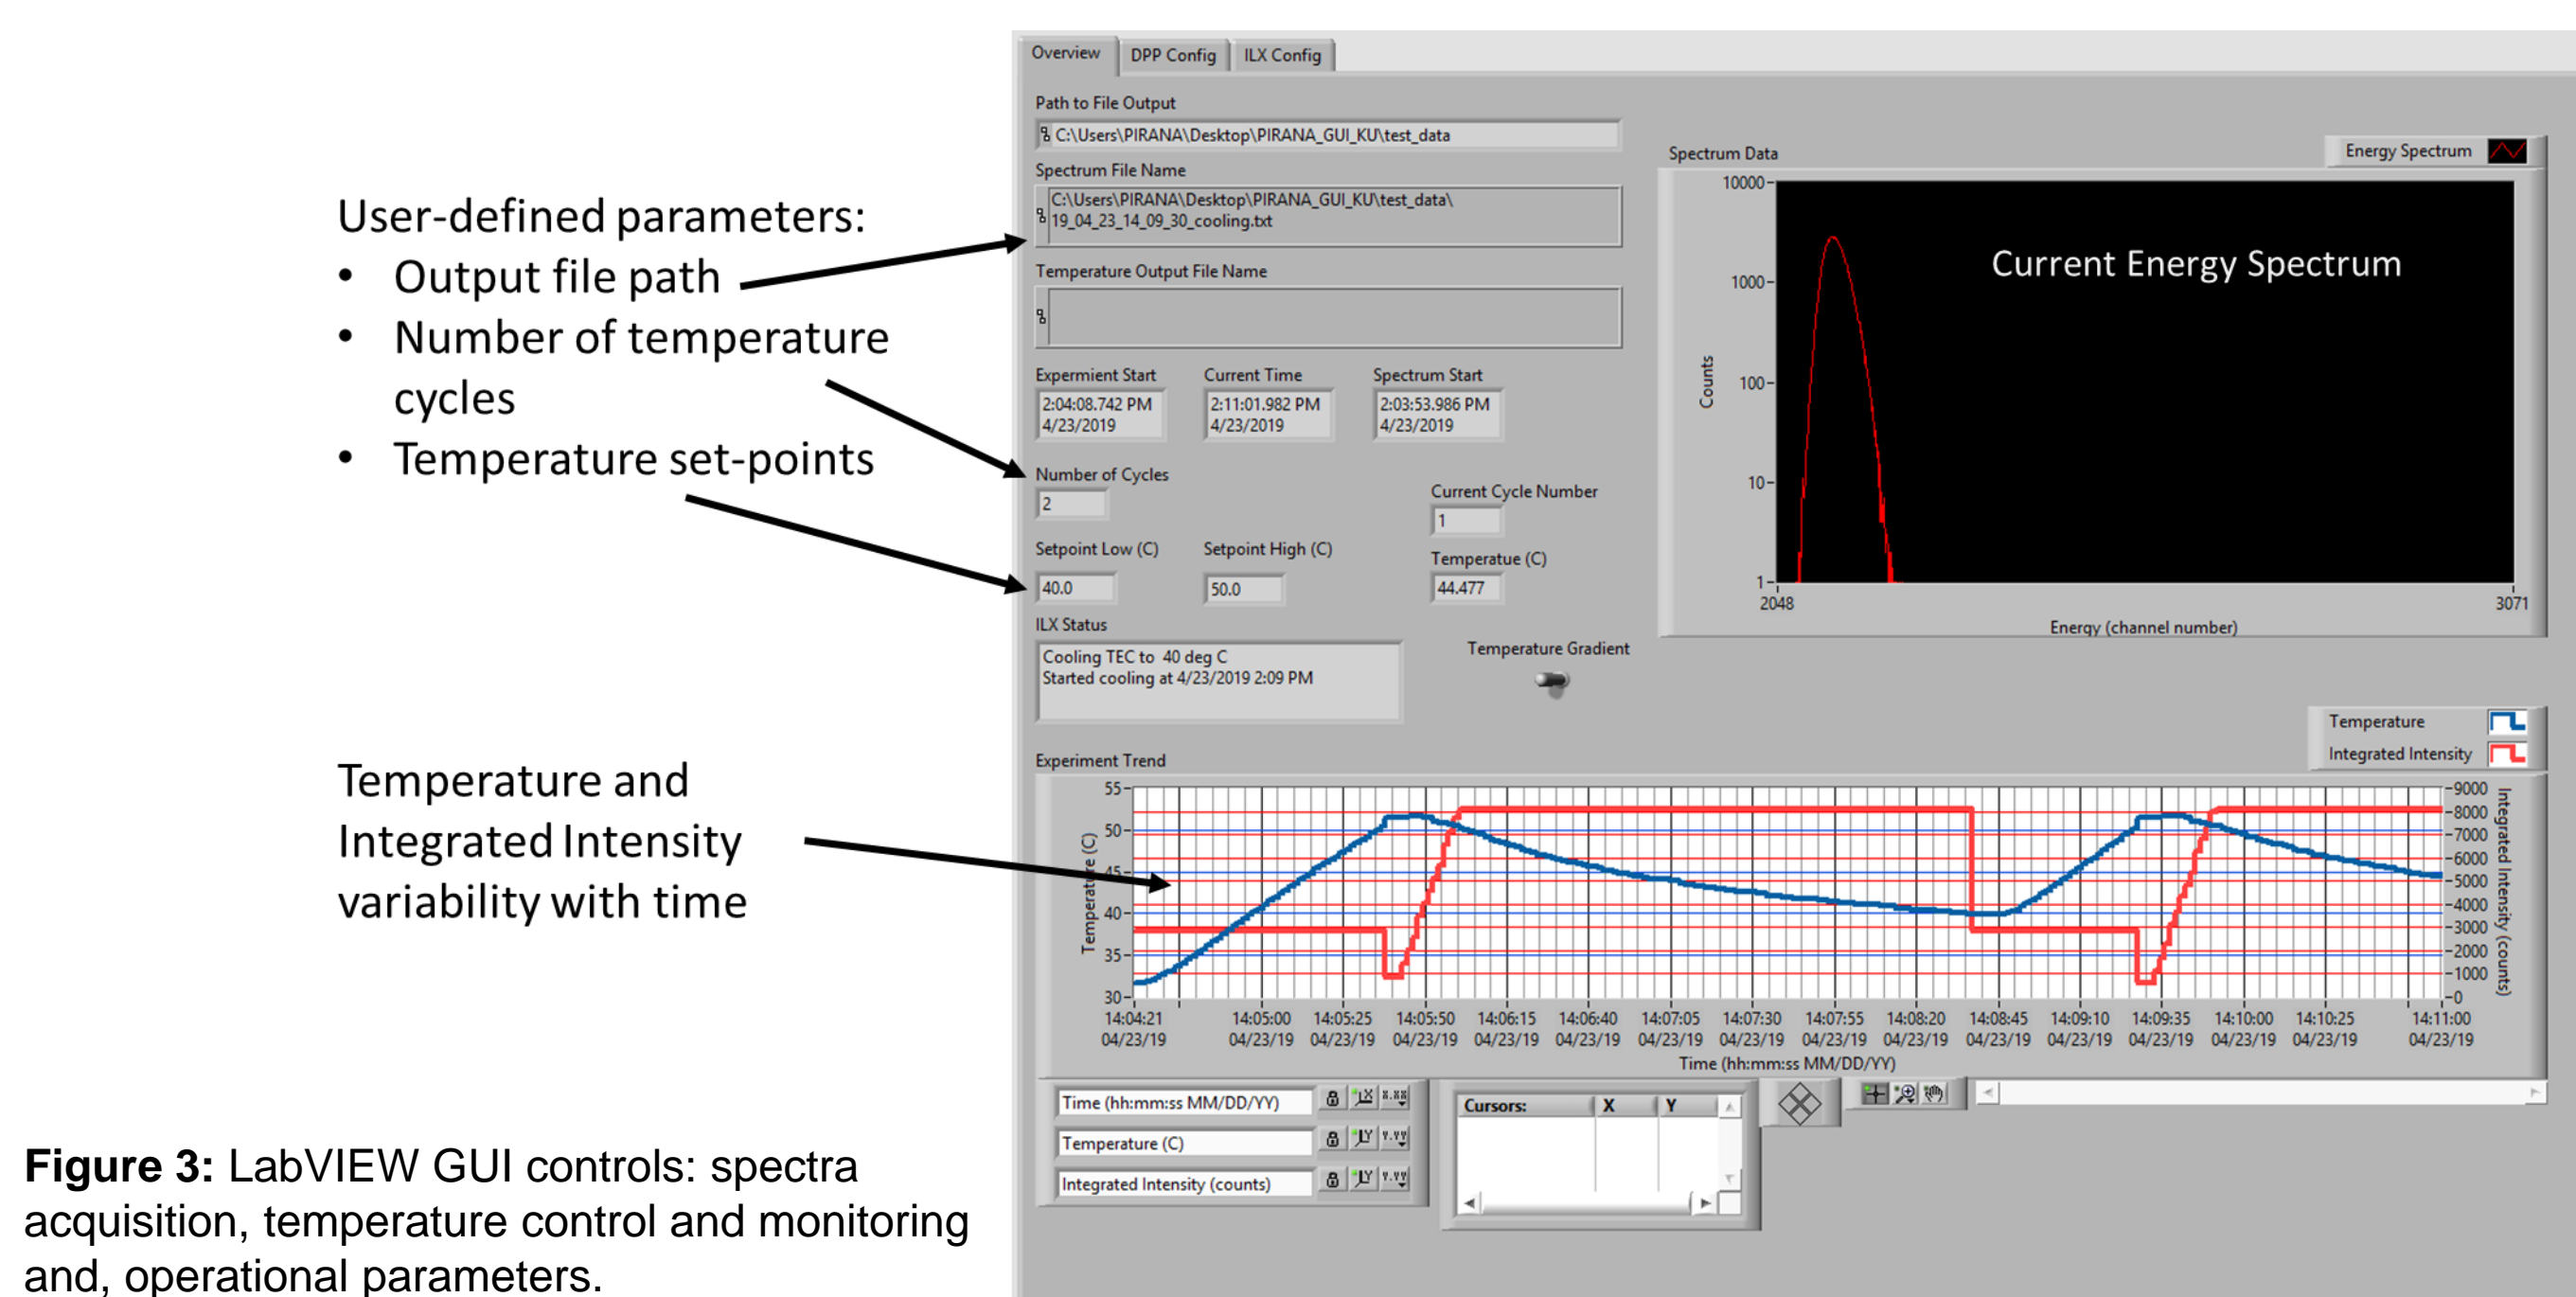 User-defined parameters:
• Output file path
• Number of temperature
cycles
• Temperature set-points
Temperature and
Integrated Intensity
variability with time
Figure 3: LabVIEW GUI controls: spectra
acquisition, temperature control and monitoring
and, operational parameters.
Overview DPP Config ILX Config
Path to File Output
C:\Users\PIRANA\Desktop\PIRANA_GUI_KU\test_data
Spectrum File Name
C:\Users\PIRANA\Desktop\PIRANA_GUI_KU\test_data\
19_04_23_14_09_30_cooling.txt
Temperature Output File Name
Expermient Start Current Time Spectrum Start
2:04:08.742 PM 2:11:01.982 PM 2:03:53.986 PM
4/23/2019 4/23/2019 4/23/2019
Number of Cycles
2
Current Cycle Number
1
Setpoint Low (C) Setpoint High (C)
40.0 50.0
Temperatue (C)
44.477
ILX Status
Cooling TEC to 40 deg C
Started cooling at 4/23/2019 2:09 PM
Temperature Gradient
Spectrum Data
Energy Spectrum
Current Energy Spectrum
Counts
10000
1000
100
10
1
2048 3071
Energy (channel number)
Experiment Trend
Temperature
Integrated Intensity
Temperature (C)
55
50
45
40
35
30
9000
8000
7000
6000
5000
4000
3000
2000
1000
0
Integrated Intensity (counts)
14:04:21 14:05:00 14:05:25 14:05:50 14:06:15 14:06:40 14:07:05 14:07:30 14:07:55 14:08:20 14:08:45 14:09:10 14:09:35 14:10:00 14:10:25 14:11:00
04/23/19 04/23/19 04/23/19 04/23/19 04/23/19 04/23/19 04/23/19 04/23/19 04/23/19 04/23/19 04/23/19 04/23/19 04/23/19 04/23/19 04/23/19 04/23/19
Time (hh:mm:ss MM/DD/YY)
Time (hh:mm:ss MM/DD/YY)
Temperature (C)
Integrated Intensity (counts)
Cursors: X Y